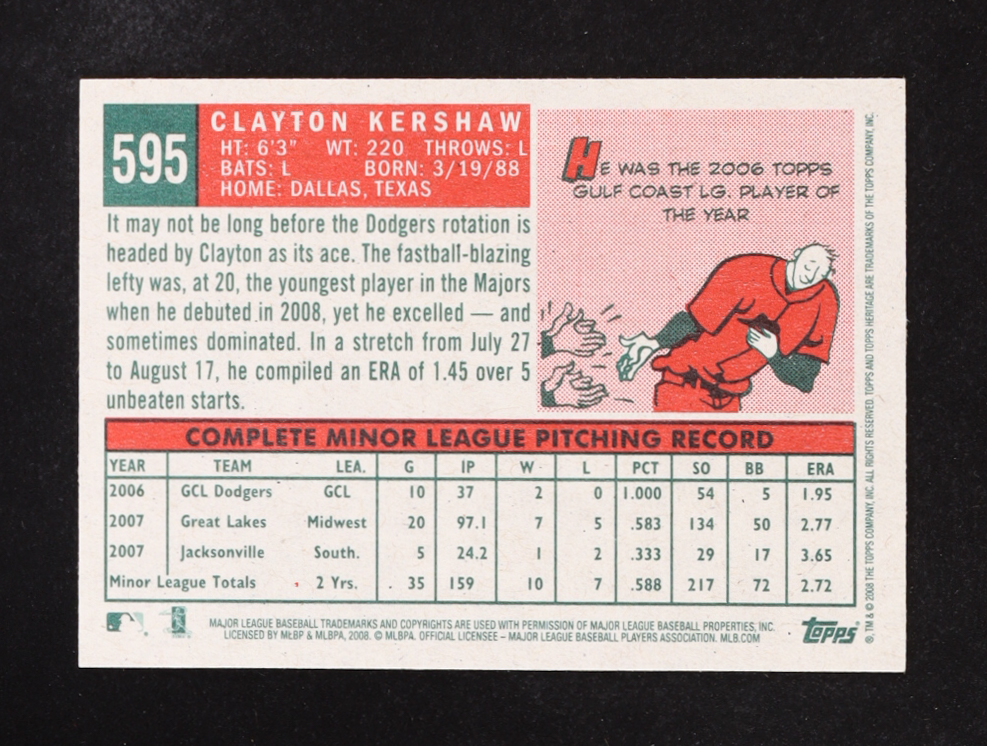 595
CLAYTON KERSHAW
HT: 6'3" WT: 220 THROWS: L
BATS: L BORN: 3/19/88
HOME: DALLAS, TEXAS
It may not be long before the Dodgers rotation is
headed by Clayton as its ace. The fastball-blazing
lefty was, at 20, the youngest player in the Majors
when he debuted in 2008, yet he excelled — and
sometimes dominated. In a stretch from July 27
to August 17, he compiled an ERA of 1.45 over 5
unbeaten starts.
HE WAS THE 2006 TOPPS
GULF COAST LG. PLAYER OF
THE YEAR
COMPLETE MINOR LEAGUE PITCHING RECORD
YEAR TEAM LEA. G IP W L PCT SO BB ERA
2006 GCL Dodgers GCL 10 37 2 0 1.000 54 5 1.95
2007 Great Lakes Midwest 20 97.1 7 5 .583 134 50 2.77
2007 Jacksonville South. 5 24.2 1 2 .333 29 17 3.65
Minor League Totals 2 Yrs. 35 159 10 7 .588 217 72 2.72
MAJOR LEAGUE BASEBALL TRADEMARKS AND COPYRIGHTS ARE USED WITH PERMISSION OF MAJOR LEAGUE BASEBALL PROPERTIES, INC.
LICENSED BY MLBP & MLBPA, 2008. © MLBPA. OFFICIAL LICENSEE – MAJOR LEAGUE BASEBALL PLAYERS ASSOCIATION. MLB.COM
TOPPS
®, TM & © 2008 THE TOPPS COMPANY, INC. ALL RIGHTS RESERVED. TOPPS AND TOPPS HERITAGE ARE TRADEMARKS OF THE TOPPS COMPANY, INC.